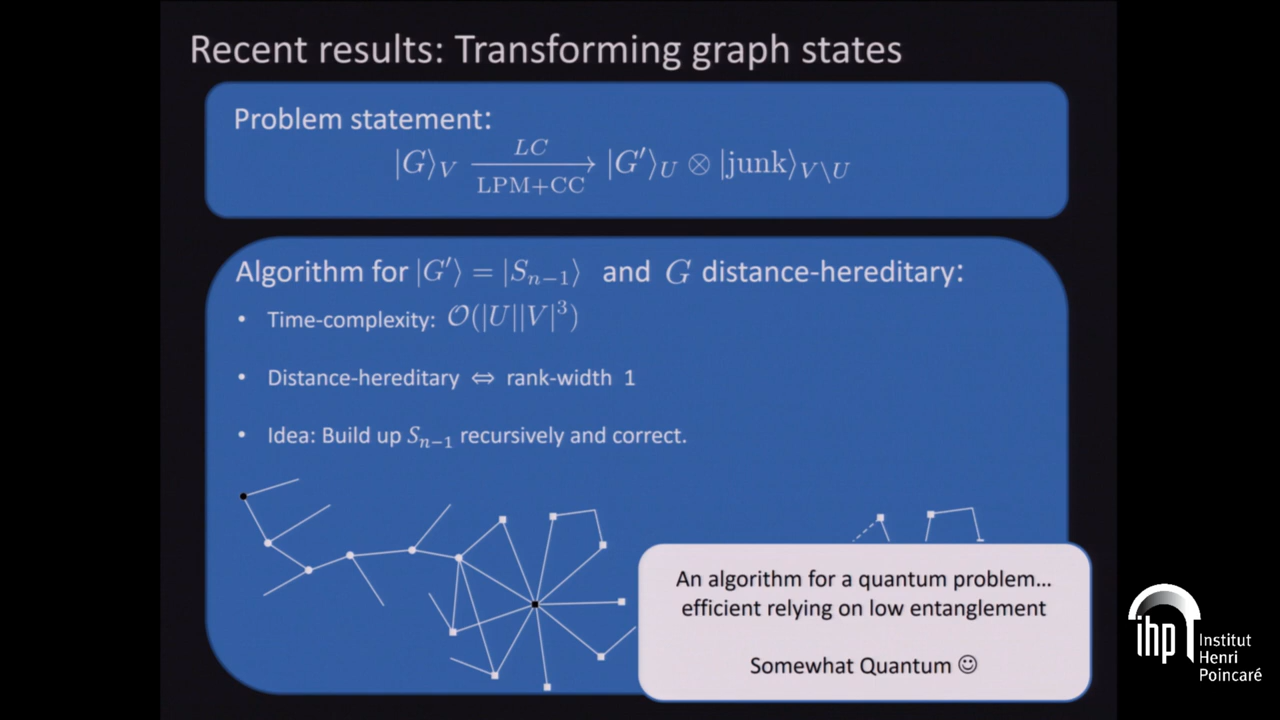 Recent results: Transforming graph states
Problem statement:
|G⟩_V \xrightarrow[LPM+CC]{LC} |G′⟩_U ⊗ |junk⟩_{V\U}
Algorithm for |G′⟩ = |S_{n−1}⟩ and G distance-hereditary:
• Time-complexity: 𝒪(|U||V|³)
• Distance-hereditary ⇔ rank-width 1
• Idea: Build up S_{n−1} recursively and correct.
An algorithm for a quantum problem…
efficient relying on low entanglement
Somewhat Quantum ☺
ihp
Institut
Henri
Poincaré